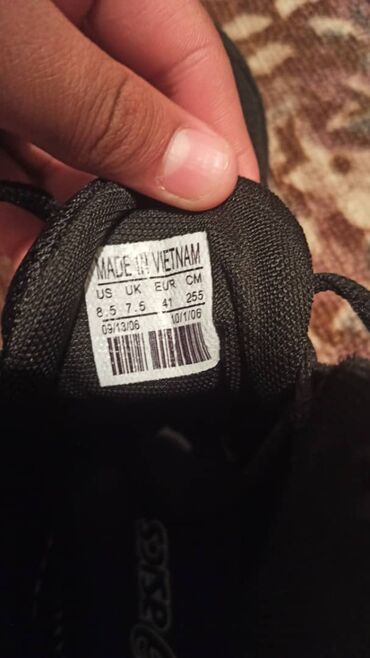 MADE IN VIETNAM
US UK EUR CM
8.5 7.5 41 255
09/13/06 10/1/06
asics